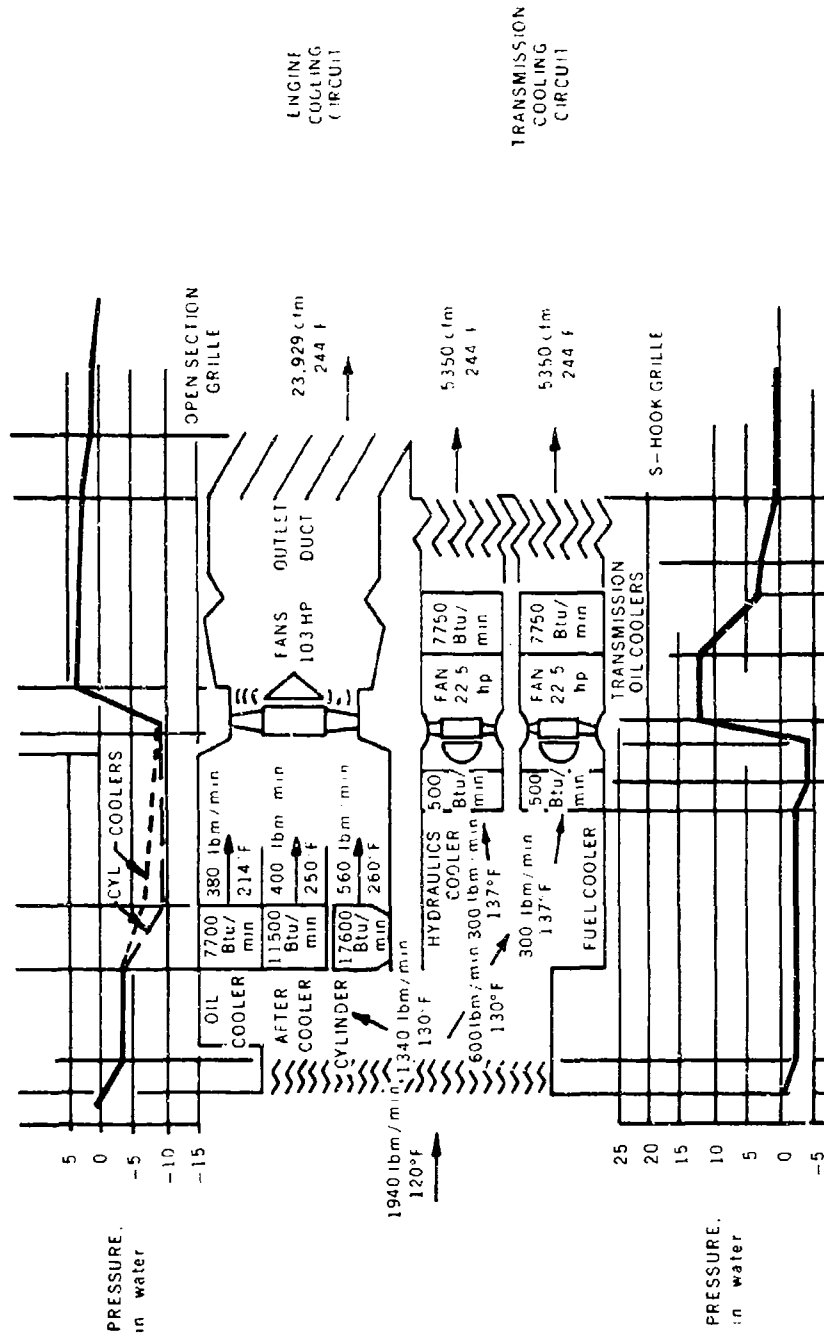 PRESSURE.
in water
5
0
-5
-10
-15
CYL
COOLERS
OPEN SECTION
GRILLE
ENGINE
COOLING
CIRCUIT
OIL
COOLER
7700
Btu/
min
380 lbm/min
214°F
AFTER
COOLER
11500
Btu/
min
400 lbm min
250°F
CYLINDER
17600
Btu/
min
560 lbm min
260°F
FANS
103 HP
OUTLET
DUCT
23,929 cfm
244 F
1940 lbm/min
120°F
1340 lbm/min
130°F
600 lbm/min
130°F
HYDRAULICS
COOLER
300 lbm/min
137°F
500
Btu/
min
FAN
22 5
hp
7750
Btu/
min
5350 cfm
244 F
TRANSMISSION
COOLING
CIRCUIT
300 lbm/min
137°F
FUEL COOLER
500
Btu/
min
FAN
22 5
hp
7750
Btu/
min
5350 cfm
244 F
TRANSMISSION
OIL COOLERS
S-HOOK GRILLE
PRESSURE.
in water
25
20
15
10
5
0
-5